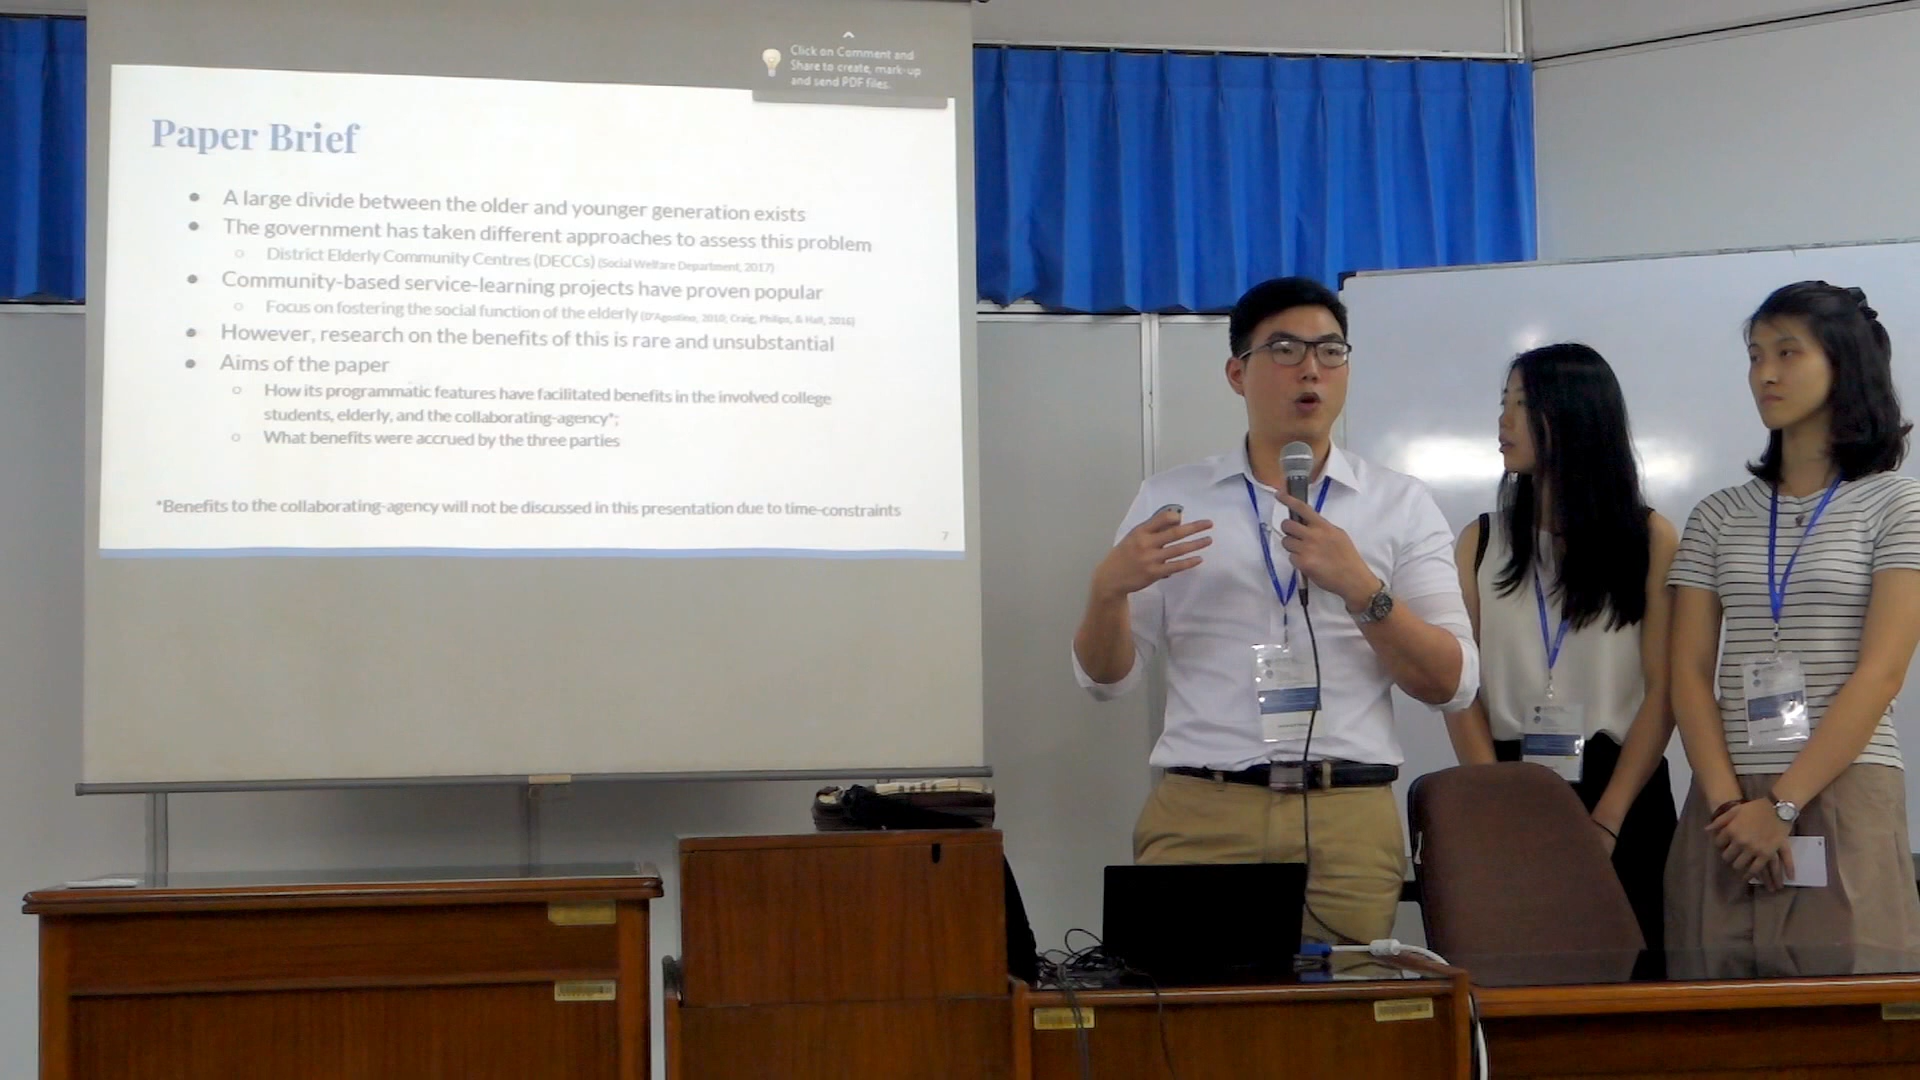 Click on Comment and
Share to create, mark-up
and send PDF files.
Paper Brief
● A large divide between the older and younger generation exists
● The government has taken different approaches to assess this problem
○ District Elderly Community Centres (DECCs) (Social Welfare Department, 2017)
● Community-based service-learning projects have proven popular
○ Focus on fostering the social function of the elderly (D'Agostino, 2010; Craig, Philips, & Hall, 2016)
● However, research on the benefits of this is rare and unsubstantial
● Aims of the paper
○ How its programmatic features have facilitated benefits in the involved college
students, elderly, and the collaborating-agency*;
○ What benefits were accrued by the three parties
*Benefits to the collaborating-agency will not be discussed in this presentation due to time-constraints
7